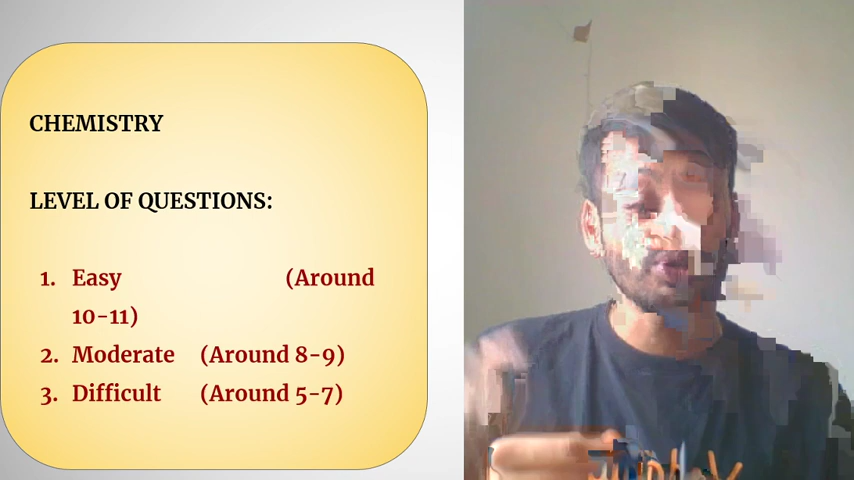 CHEMISTRY
LEVEL OF QUESTIONS:
1. Easy (Around
10-11)
2. Moderate (Around 8-9)
3. Difficult (Around 5-7)